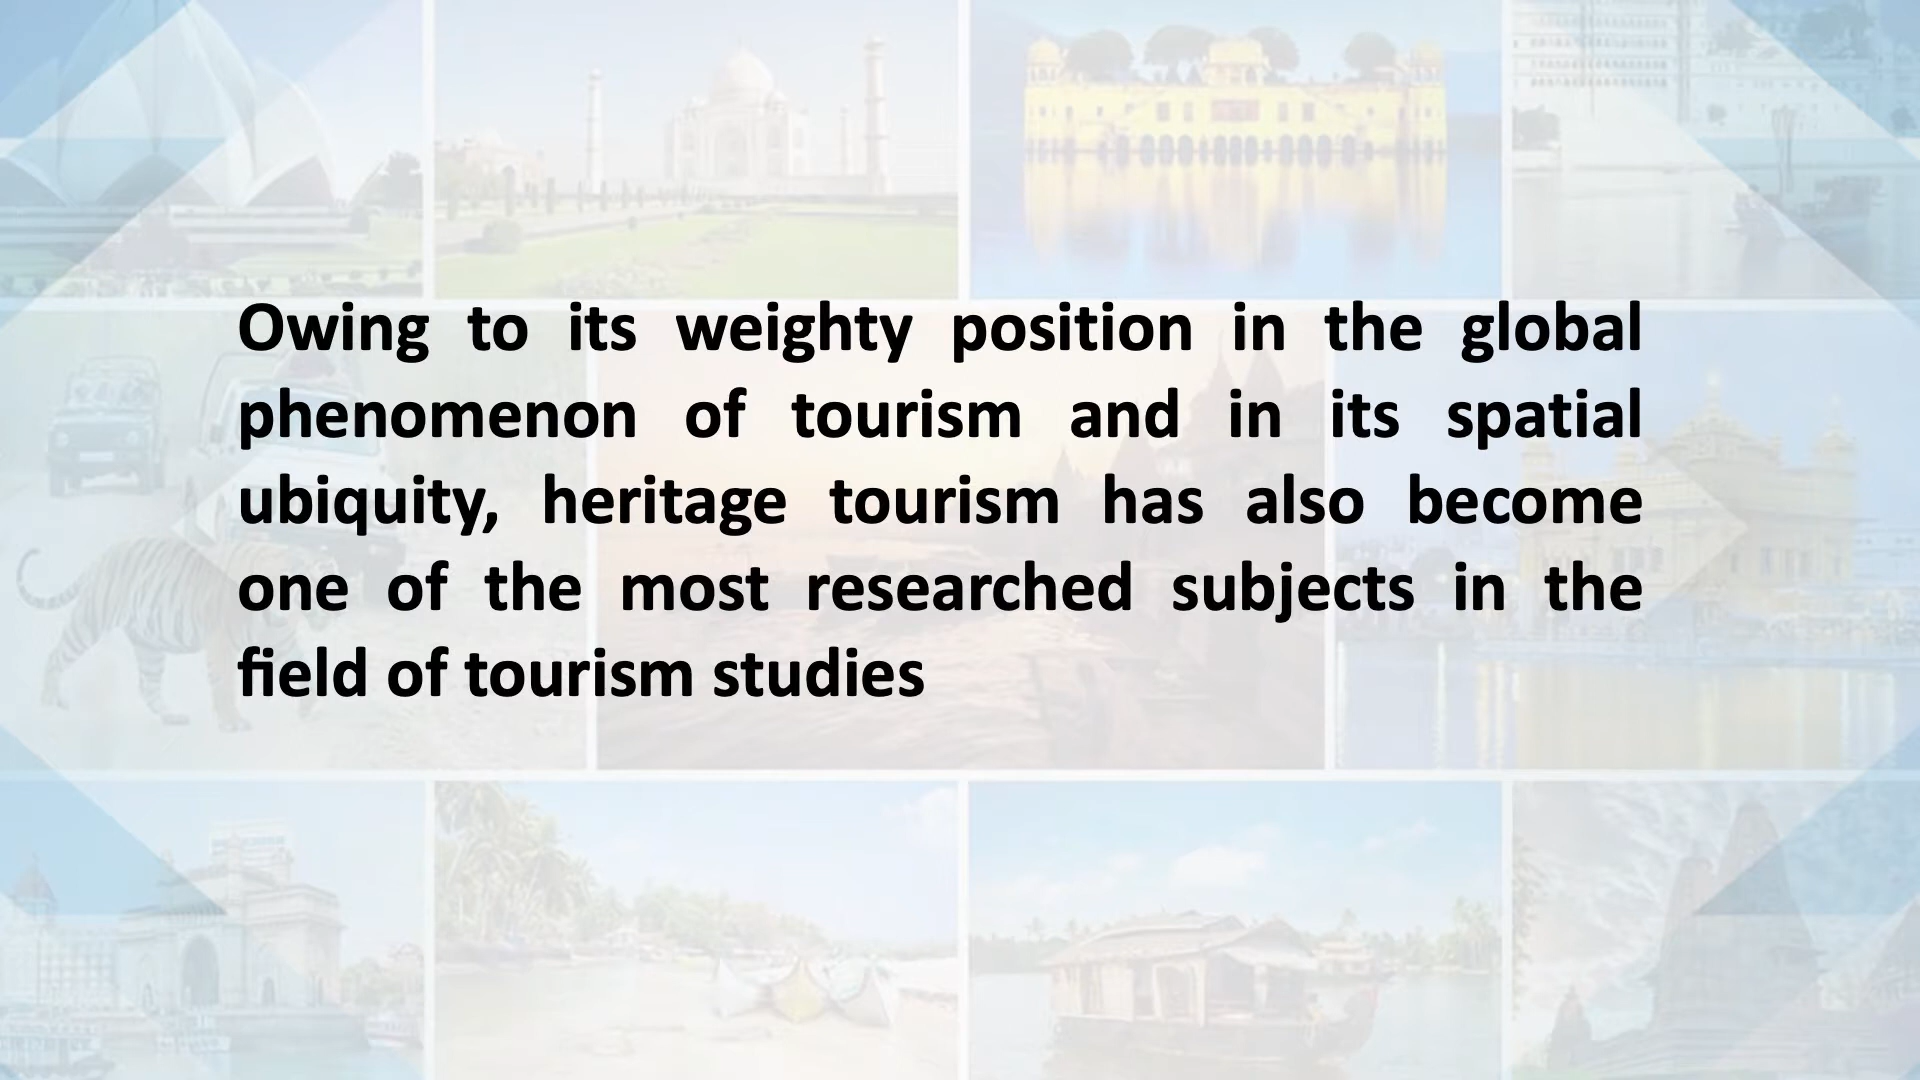 Owing to its weighty position in the global
phenomenon of tourism and in its spatial
ubiquity, heritage tourism has also become
one of the most researched subjects in the
field of tourism studies